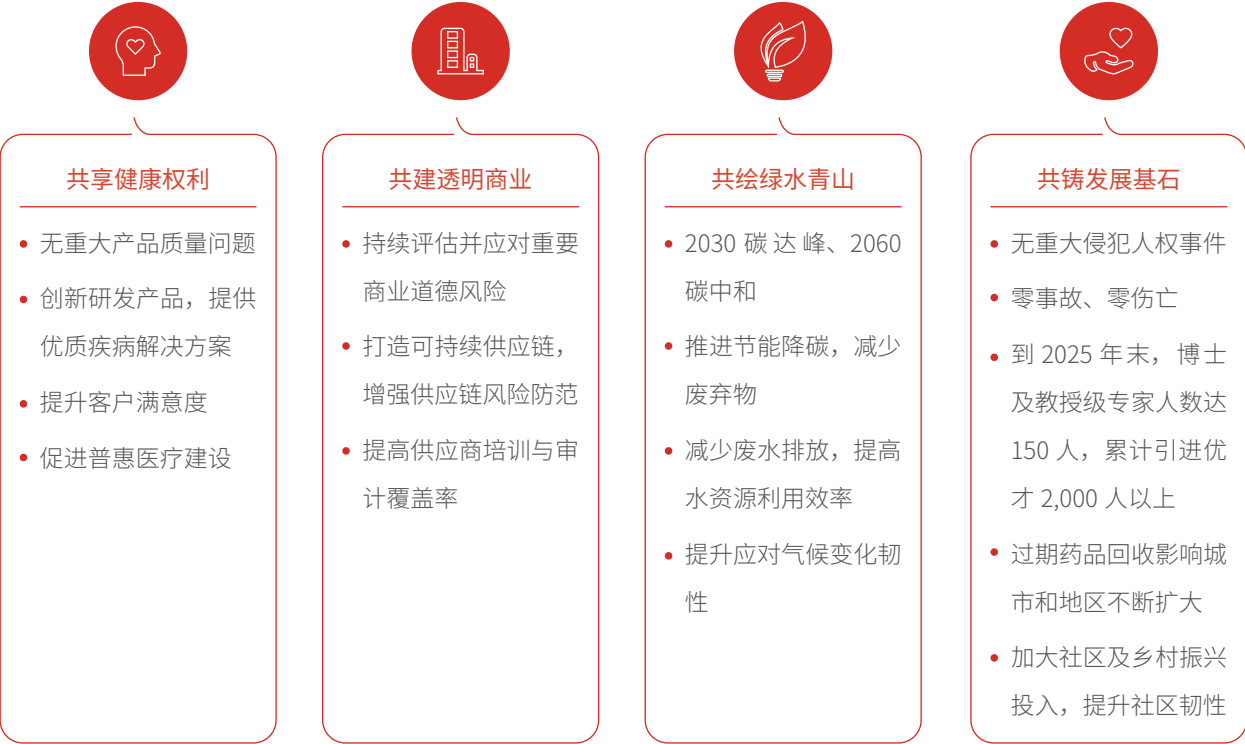 共享健康权利
无重大产品质量问题
创新研发产品，提供
优质疾病解决方案
提升客户满意度
促进普惠医疗建设
共建透明商业
持续评估并应对重要
商业道德风险
打造可持续供应链，
增强供应链风险防范
提高供应商培训与审
计覆盖率
共绘绿水青山
2030 碳达峰、2060
碳中和
推进节能降碳，减少
废弃物
减少废水排放，提高
水资源利用效率
提升应对气候变化韧
性
共铸发展基石
无重大侵犯人权事件
零事故、零伤亡
到 2025 年末，博士
及教授级专家人数达
150 人，累计引进优
才 2,000 人以上
过期药品回收影响城
市和地区不断扩大
加大社区及乡村振兴
投入，提升社区韧性